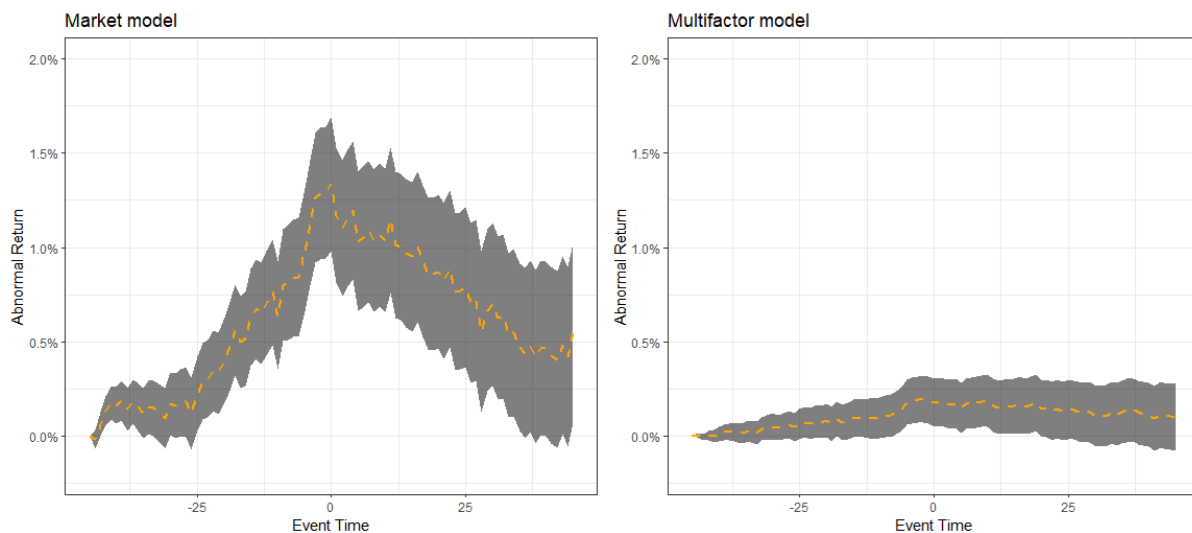 Market model
2.0%
1.5%
1.0%
0.5%
0.0%
Abnormal Return
-25
0
25
Event Time
Multifactor model
2.0%
1.5%
1.0%
0.5%
0.0%
Abnormal Return
-25
0
25
Event Time